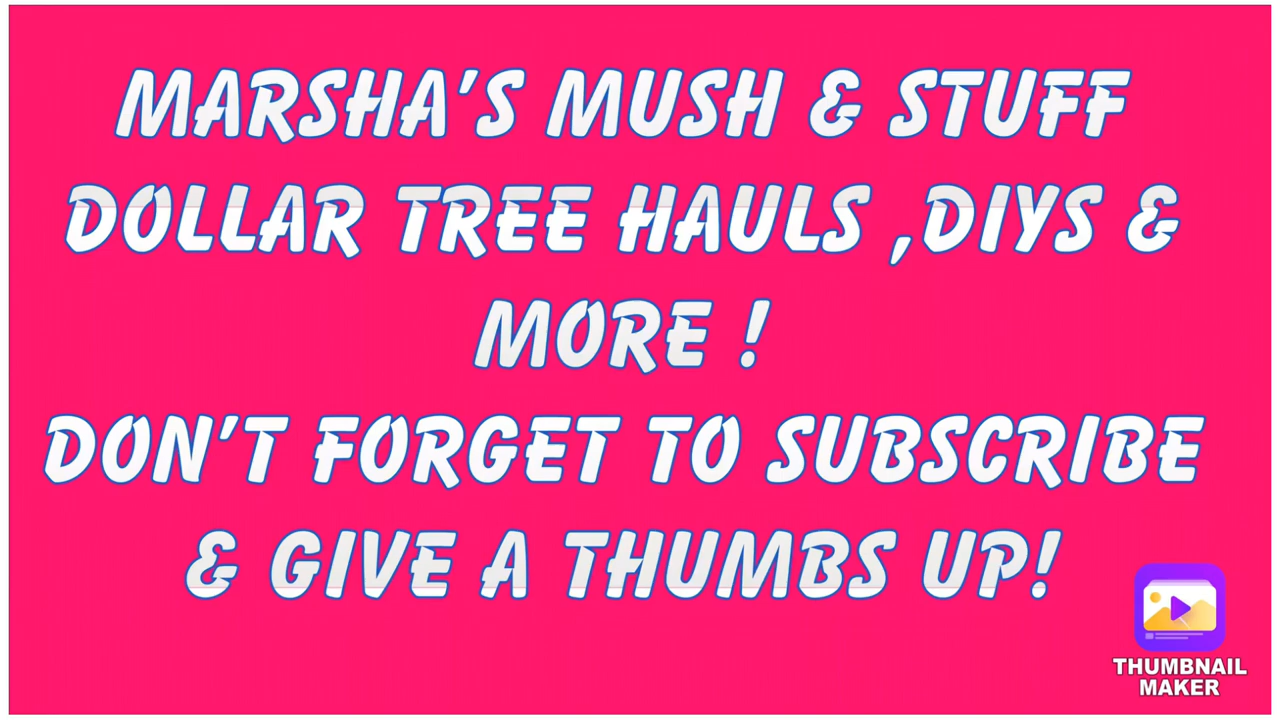 MARSHA'S MUSH & STUFF
DOLLAR TREE HAULS ,DIYS &
MORE !
DON'T FORGET TO SUBSCRIBE
& GIVE A THUMBS UP!
THUMBNAIL
MAKER